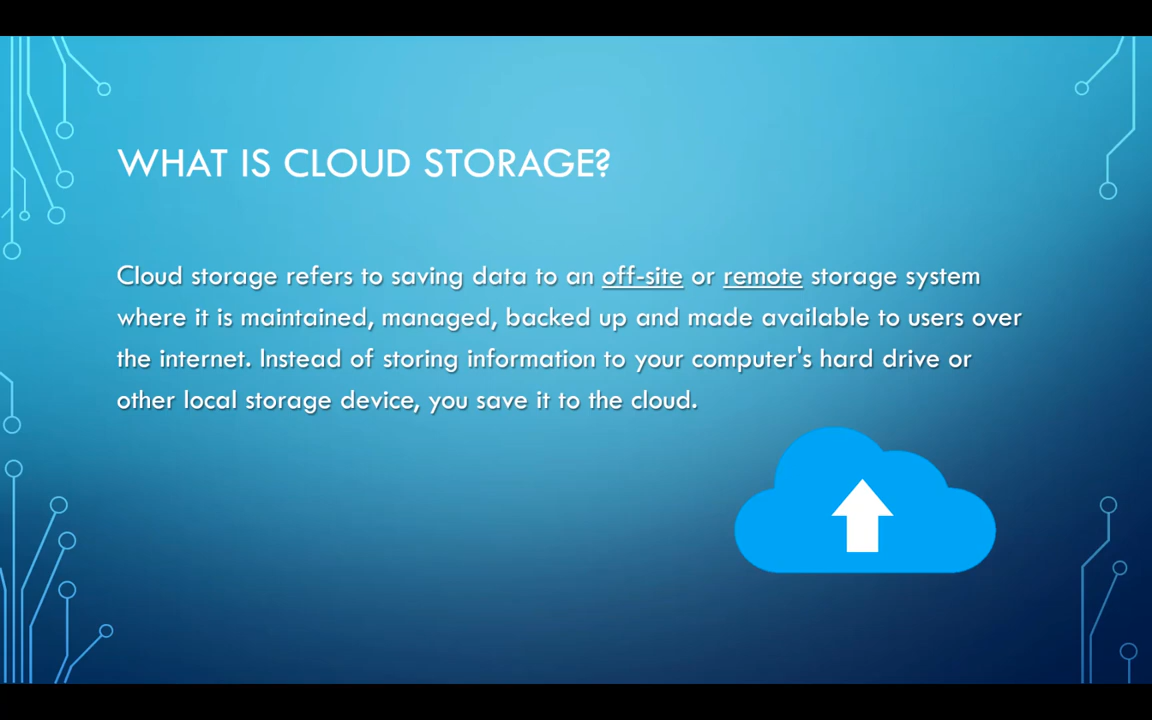 WHAT IS CLOUD STORAGE?
Cloud storage refers to saving data to an off-site or remote storage system
where it is maintained, managed, backed up and made available to users over
the internet. Instead of storing information to your computer's hard drive or
other local storage device, you save it to the cloud.